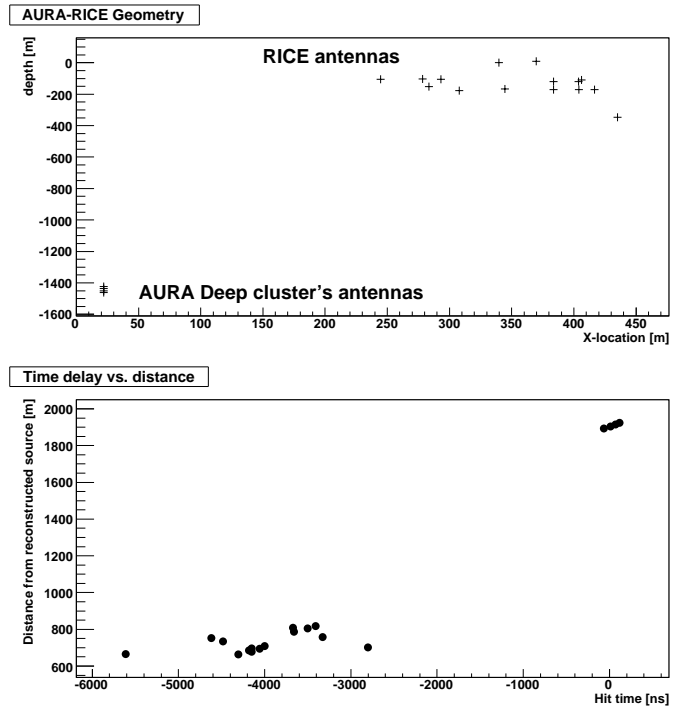 AURA-RICE Geometry
depth [m]
0
-200
-400
-600
-800
-1000
-1200
-1400
-1600
RICE antennas
AURA Deep cluster's antennas
0 50 100 150 200 250 300 350 400 450
X-location [m]
Time delay vs. distance
Distance from reconstructed source [m]
2000
1800
1600
1400
1200
1000
800
600
-6000 -5000 -4000 -3000 -2000 -1000 0
Hit time [ns]